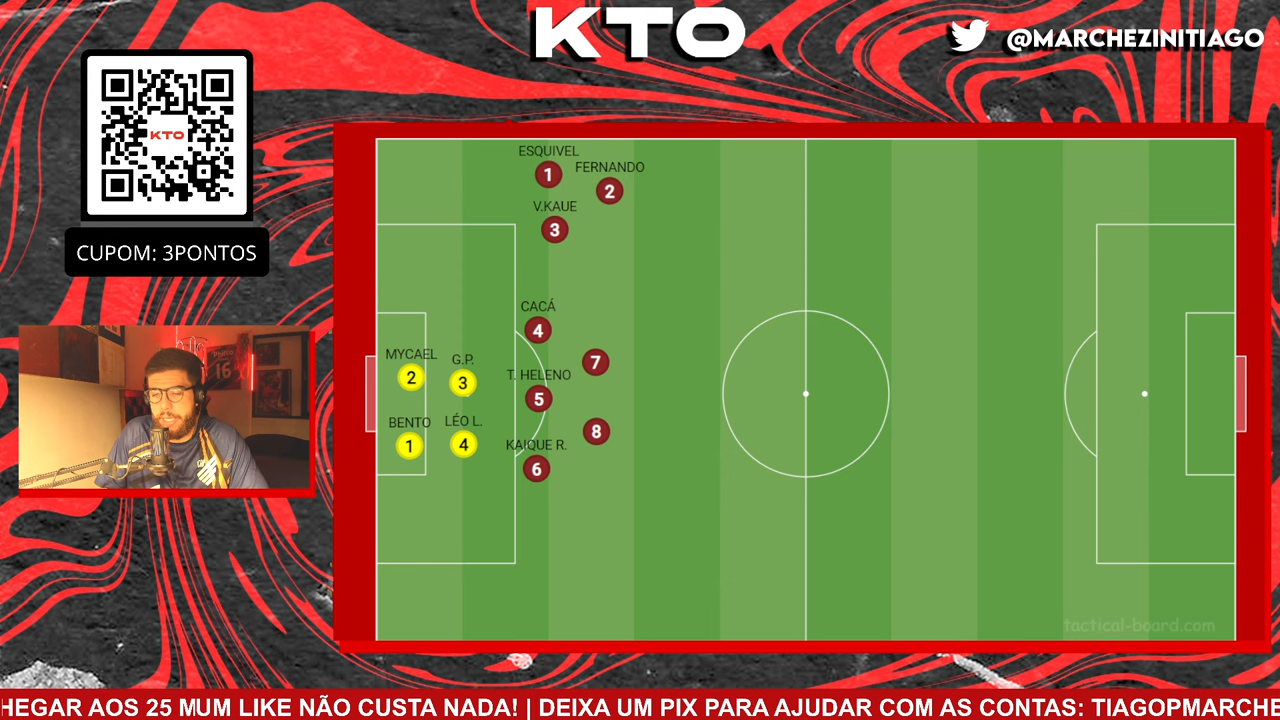 KTO
@MARCHEZINITIAGO
KTO
CUPOM: 3PONTOS
16
ESQUIVEL
1
FERNANDO
2
V.KAUE
3
CACÁ
4
MYCAEL
2
G.P.
3
7
T. HELENO
5
BENTO
1
LÉO L.
4
8
KAIQUE R.
6
tactical-board.com
HEGAR AOS 25 MUM LIKE NÃO CUSTA NADA! | DEIXA UM PIX PARA AJUDAR COM AS CONTAS: TIAGOPMARCHE